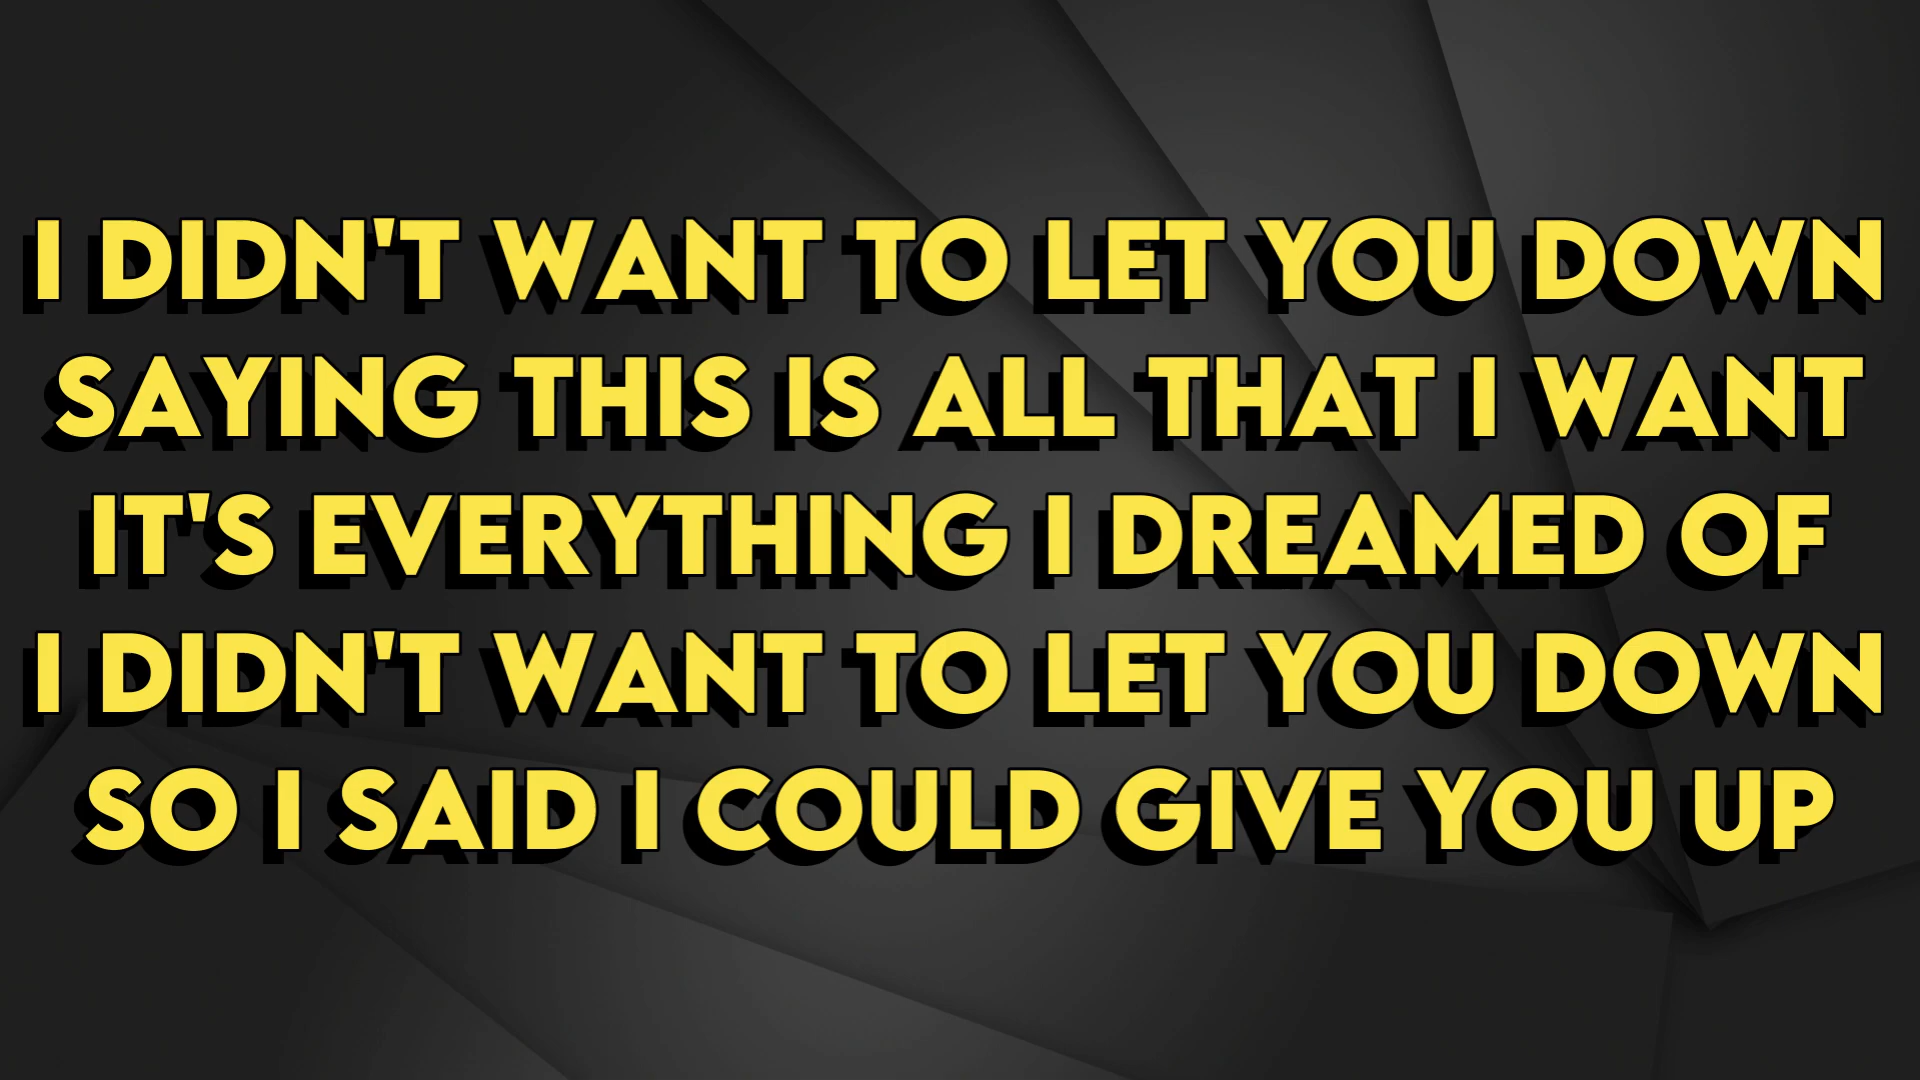 I DIDN'T WANT TO LET YOU DOWN
SAYING THIS IS ALL THAT I WANT
IT'S EVERYTHING I DREAMED OF
I DIDN'T WANT TO LET YOU DOWN
SO I SAID I COULD GIVE YOU UP